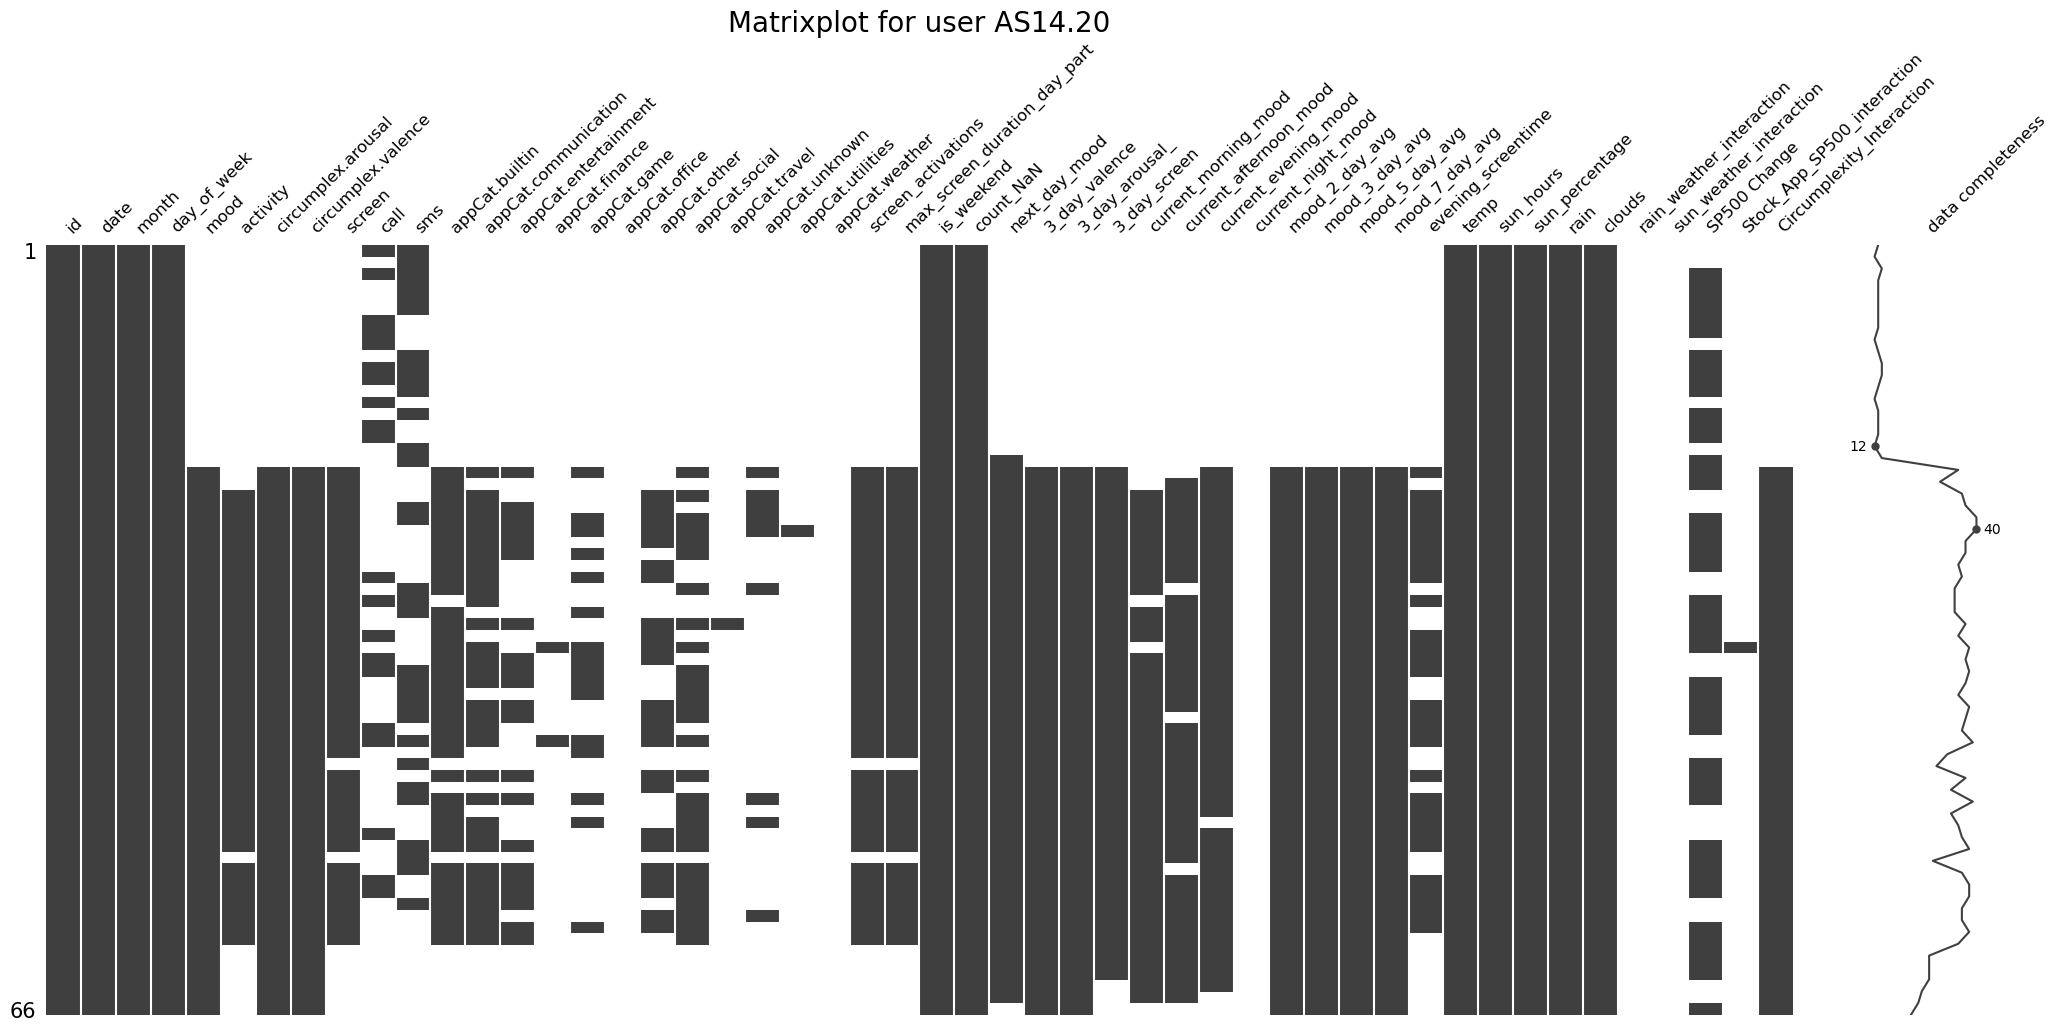 Matrixplot for user AS14.20
id
date
month
day_of_week
mood
activity
circumplex.arousal
circumplex.valence
screen
call
sms
appCat.builtin
appCat.communication
appCat.entertainment
appCat.finance
appCat.game
appCat.office
appCat.other
appCat.social
appCat.travel
appCat.unknown
appCat.utilities
appCat.weather
screen_activations
max_screen_duration_day_part
is_weekend
count_NaN
next_day_mood
3_day_valence
3_day_arousal_
3_day_screen
current_morning_mood
current_afternoon_mood
current_evening_mood
current_night_mood
mood_2_day_avg
mood_3_day_avg
mood_5_day_avg
mood_7_day_avg
evening_screentime
temp
sun_hours
sun_percentage
rain
clouds
rain_weather_interaction
sun_weather_interaction
SP500 Change
Stock_App_SP500_interaction
Circumplexity_Interaction
data completeness
1
12
40
66